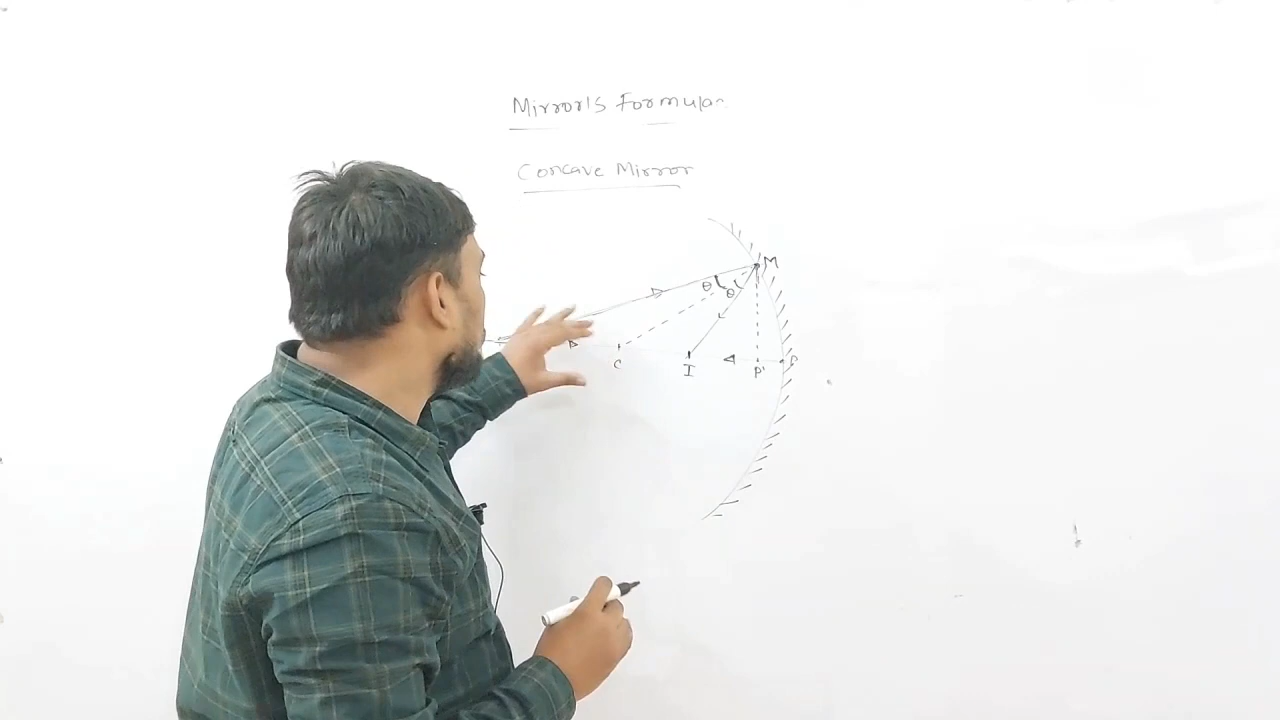 Mirror's Formula
Concave Mirror
M
θ
θ
C
I
P'
P